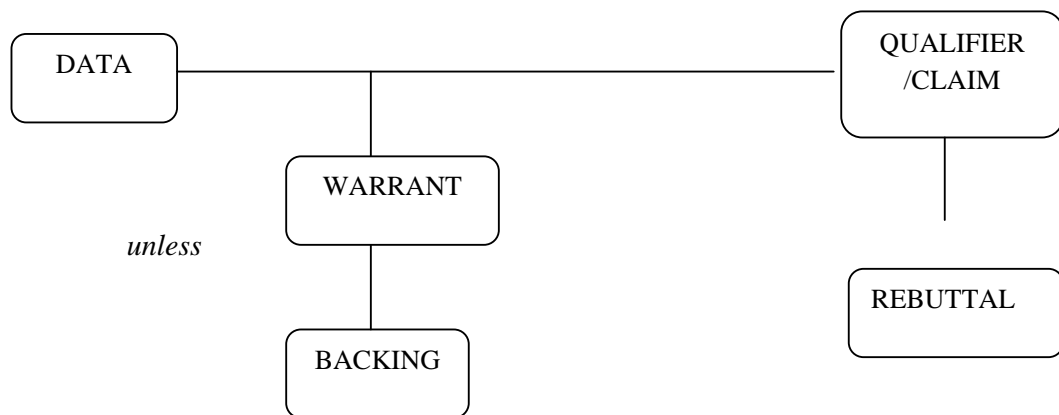 DATA
QUALIFIER
/CLAIM
WARRANT
unless
REBUTTAL
BACKING